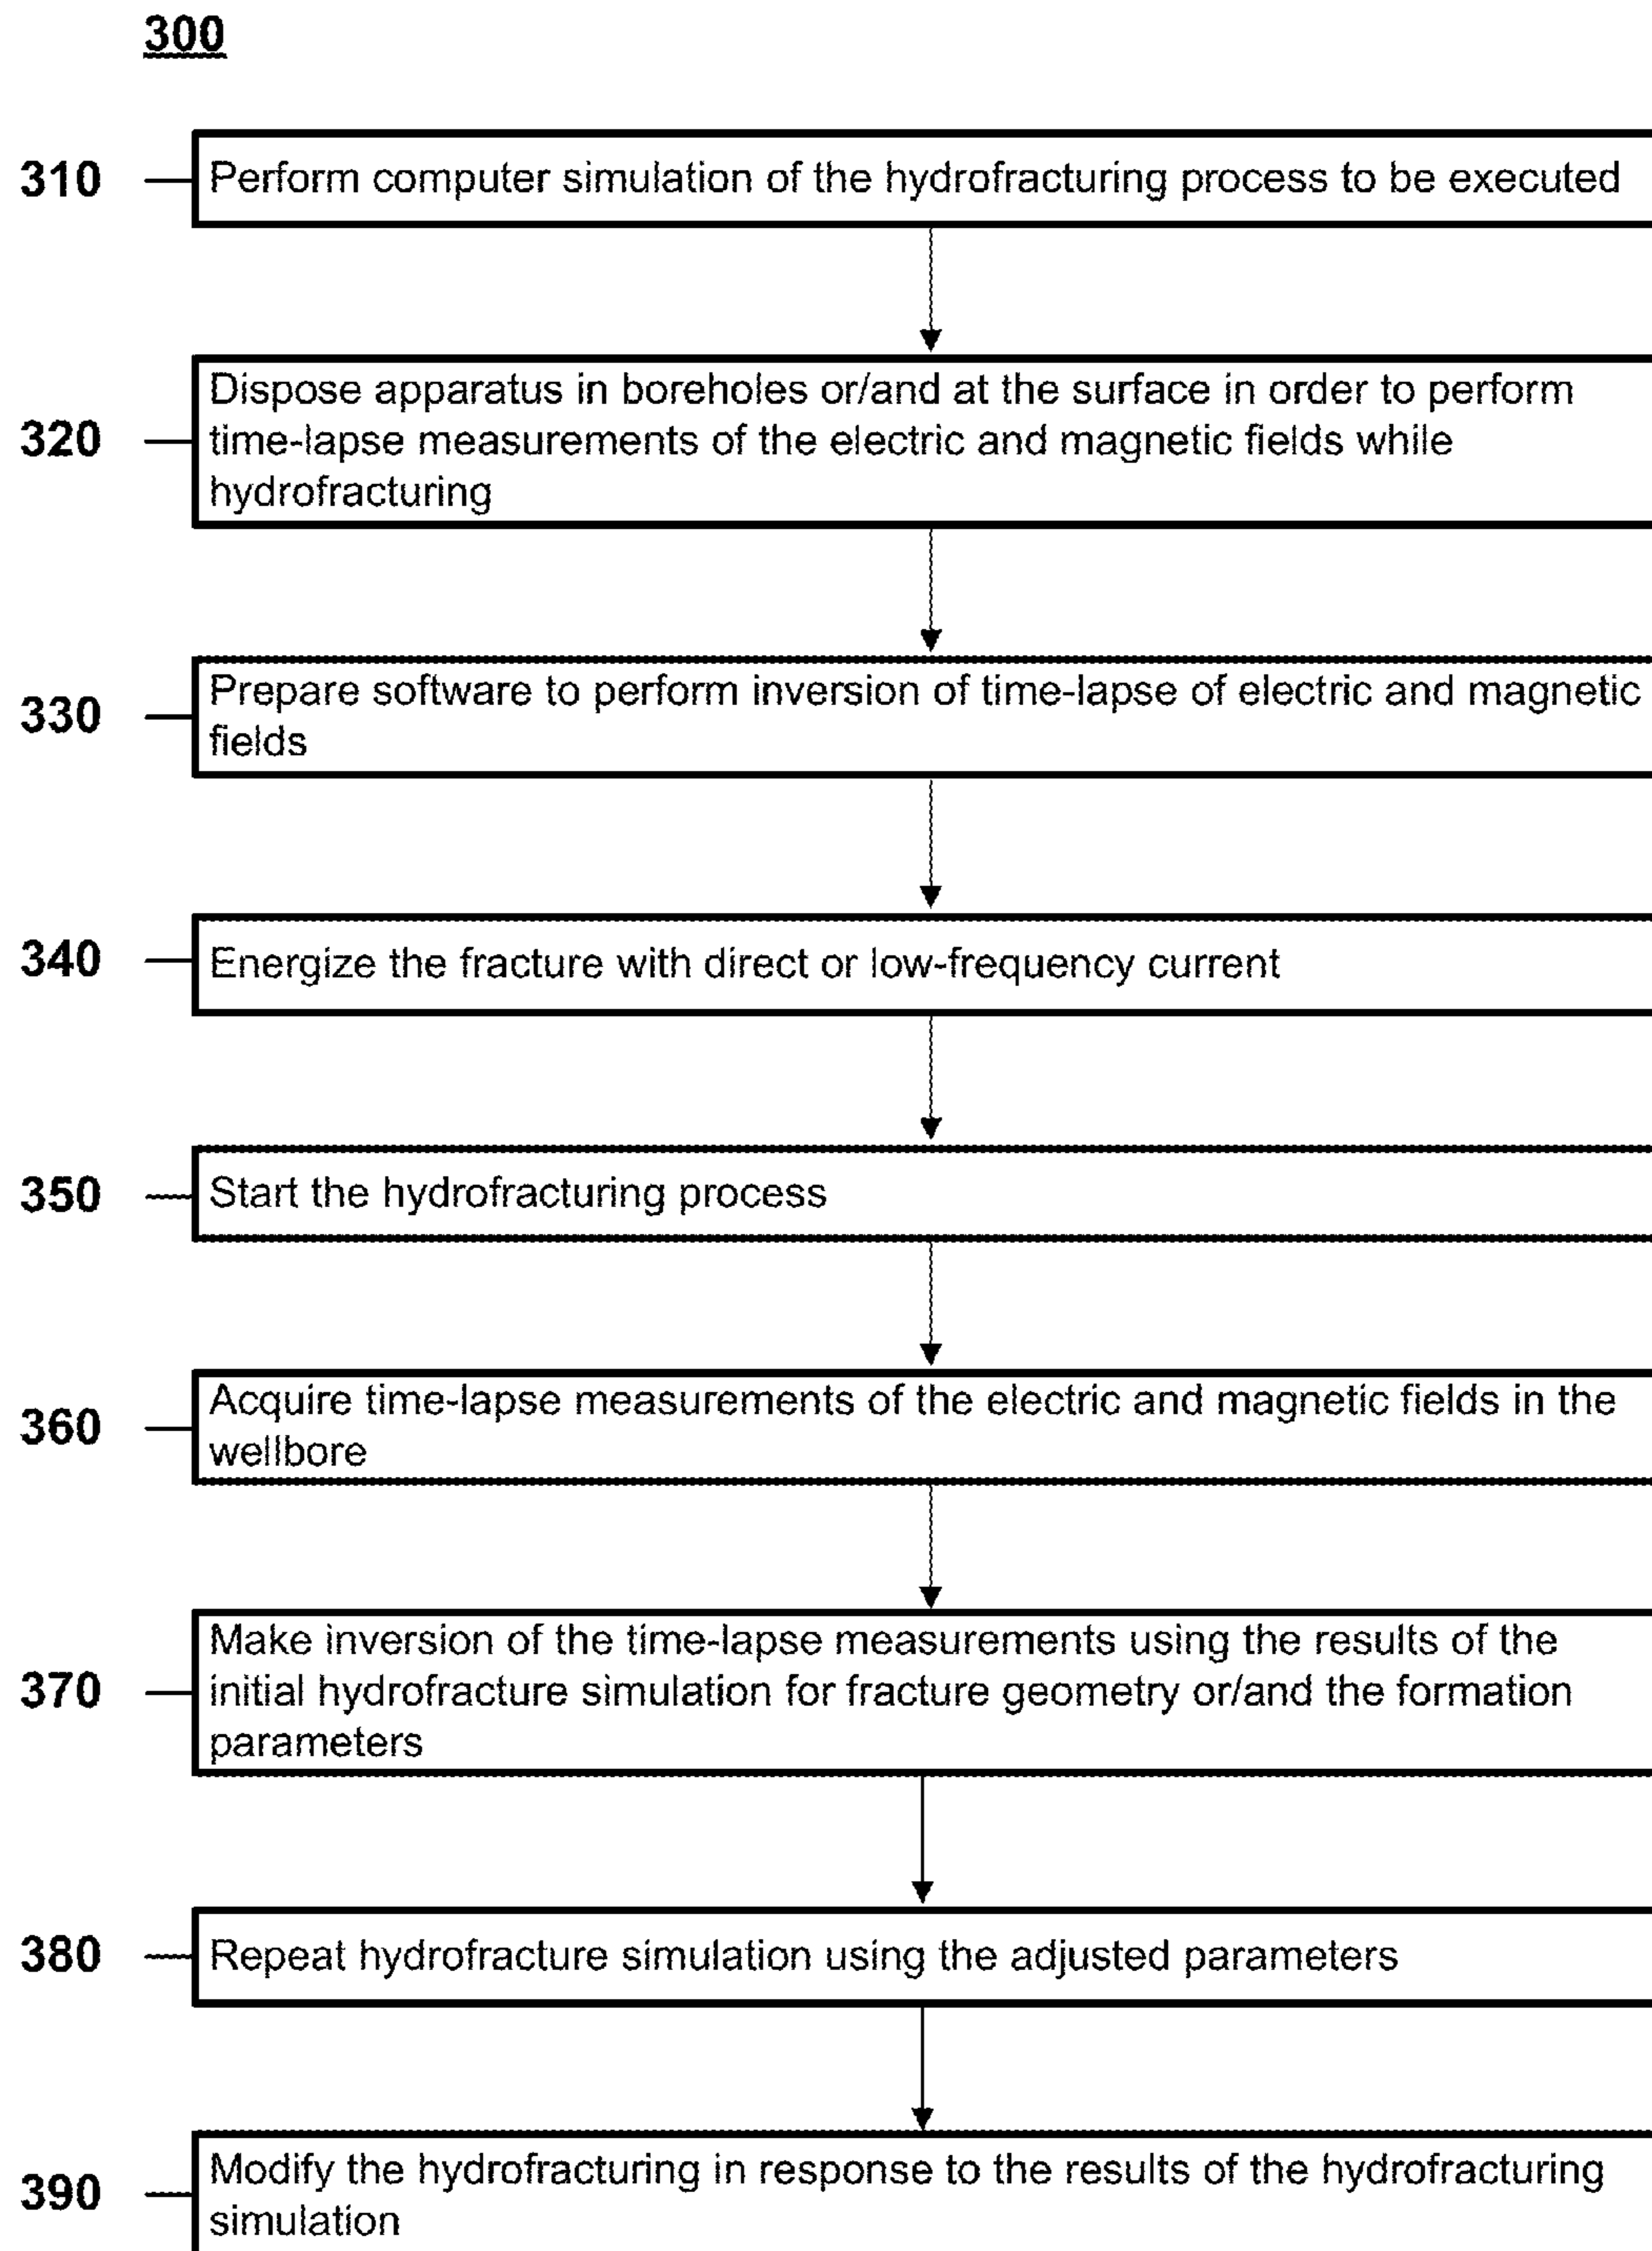 300
310
Perform computer simulation of the hydrofracturing process to be executed
320
Dispose apparatus in boreholes or/and at the surface in order to perform
time-lapse measurements of the electric and magnetic fields while
hydrofracturing
330
Prepare software to perform inversion of time-lapse of electric and magnetic
fields
340
Energize the fracture with direct or low-frequency current
350
Start the hydrofracturing process
360
Acquire time-lapse measurements of the electric and magnetic fields in the
wellbore
370
Make inversion of the time-lapse measurements using the results of the
initial hydrofracture simulation for fracture geometry or/and the formation
parameters
380
Repeat hydrofracture simulation using the adjusted parameters
390
Modify the hydrofracturing in response to the results of the hydrofracturing
simulation